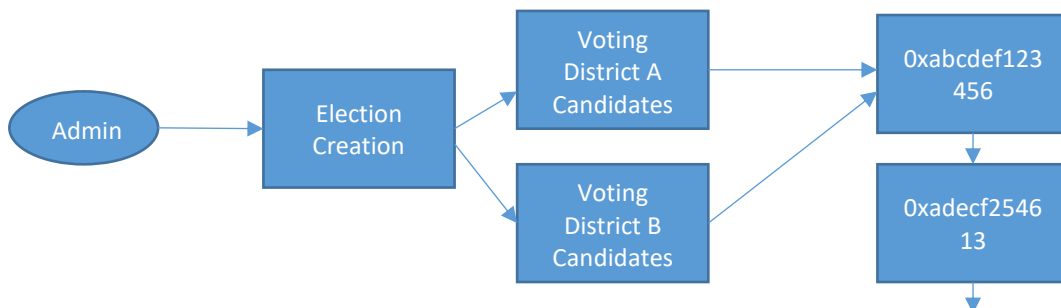 Admin
Election
Creation
Voting
District A
Candidates
Voting
District B
Candidates
0xabcdef123
456
0xadecf2546
13